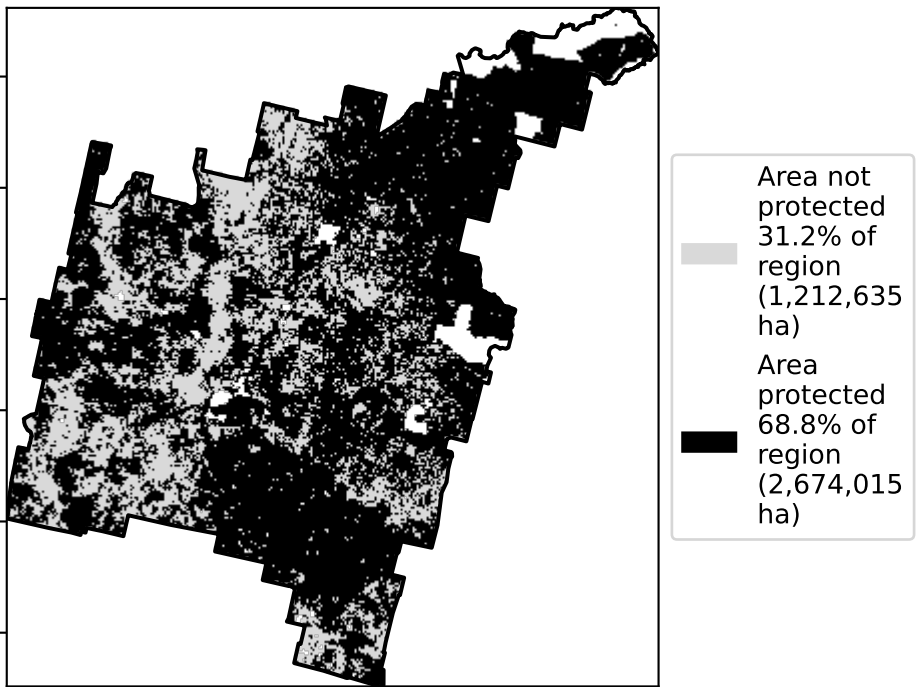 Area not
protected
31.2% of
region
(1,212,635
ha)
Area
protected
68.8% of
region
(2,674,015
ha)